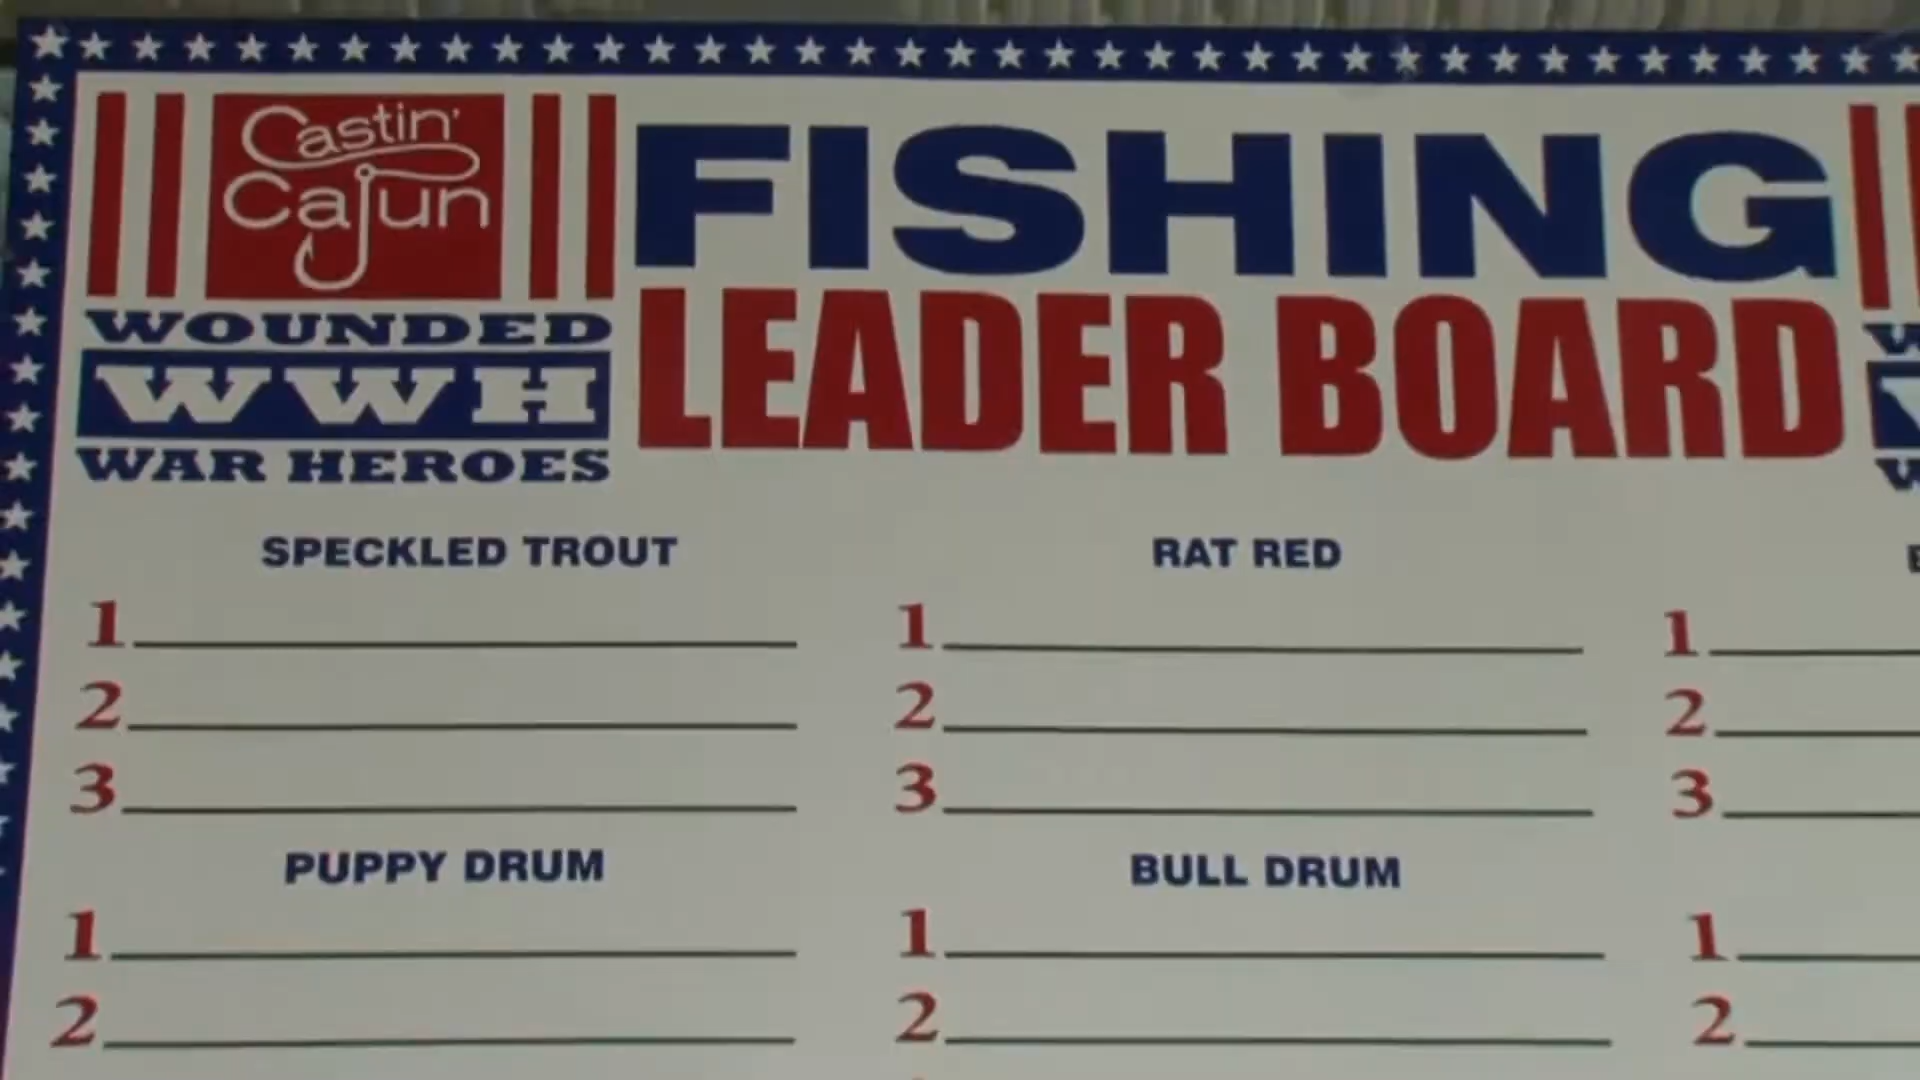 Castin'
Cajun
WOUNDED
WWH
WAR HEROES
FISHING
LEADER BOARD
SPECKLED TROUT
RAT RED
1
1
1
2
2
2
3
3
3
PUPPY DRUM
BULL DRUM
1
1
1
2
2
2